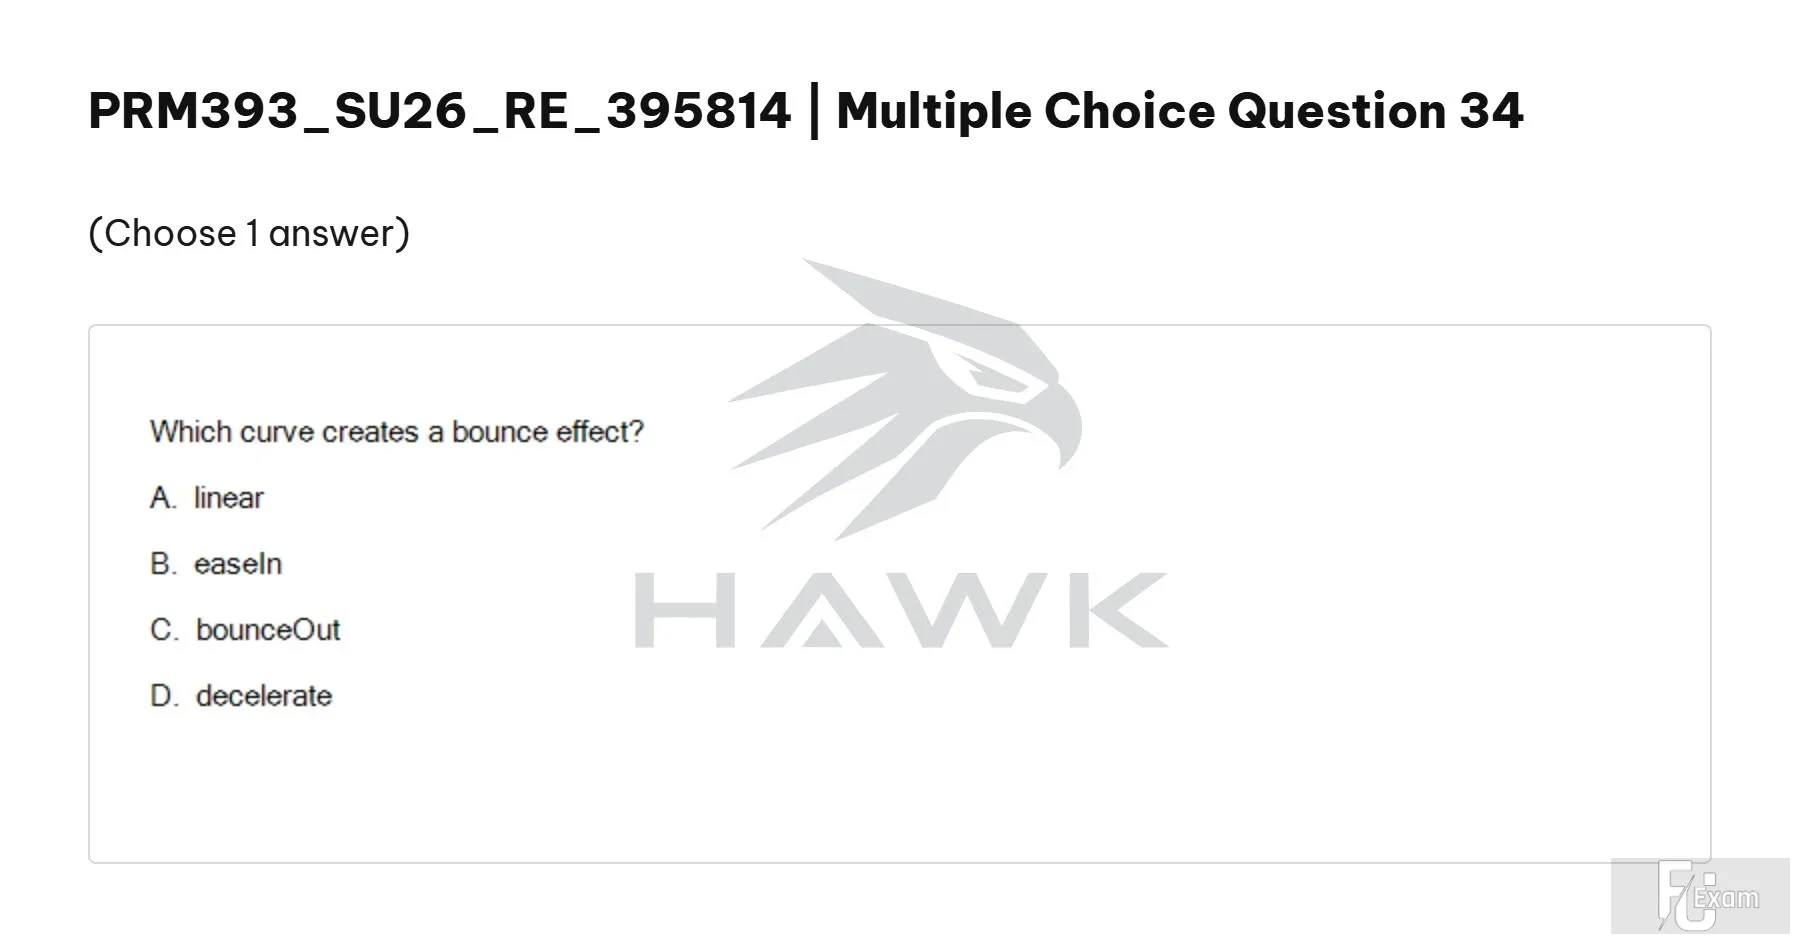 PRM393_SU26_RE_395814 | Multiple Choice Question 34
(Choose 1 answer)
Which curve creates a bounce effect?
A. linear
B. easeIn
C. bounceOut
D. decelerate
HAWK
FU Exam